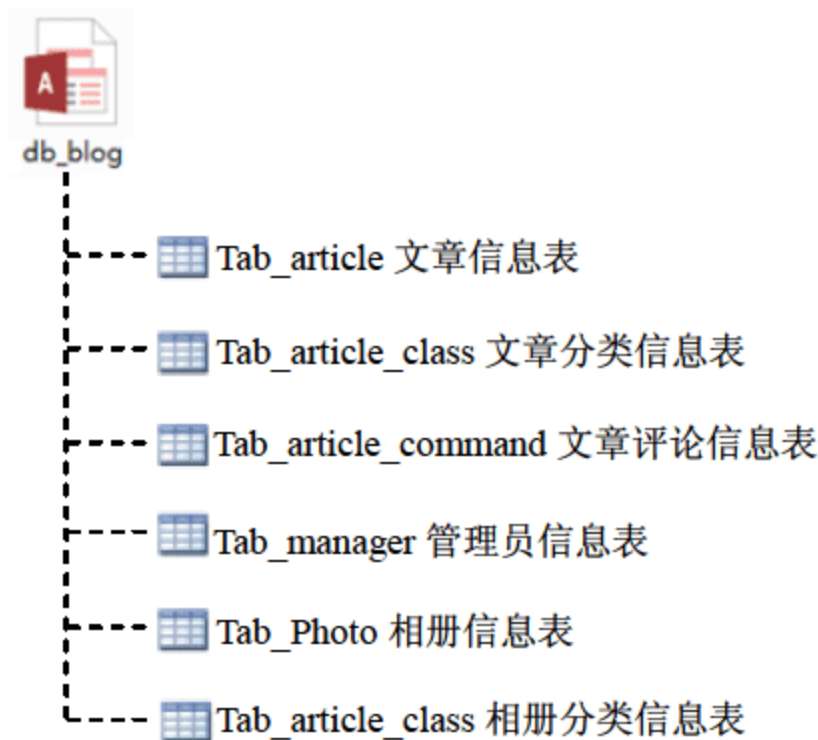 A
db_blog
Tab_article 文章信息表
Tab_article_class 文章分类信息表
Tab_article_command 文章评论信息表
Tab_manager 管理员信息表
Tab_Photo 相册信息表
Tab_article_class 相册分类信息表